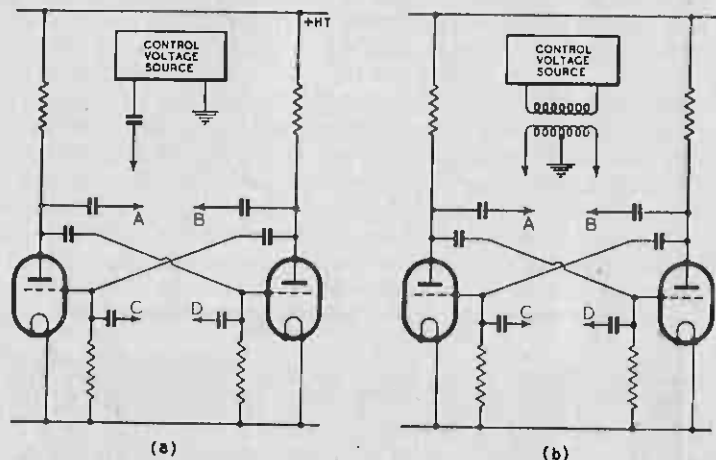 +HT
CONTROL
VOLTAGE
SOURCE
A
B
C
D
(a)
CONTROL
VOLTAGE
SOURCE
A
B
C
D
(b)